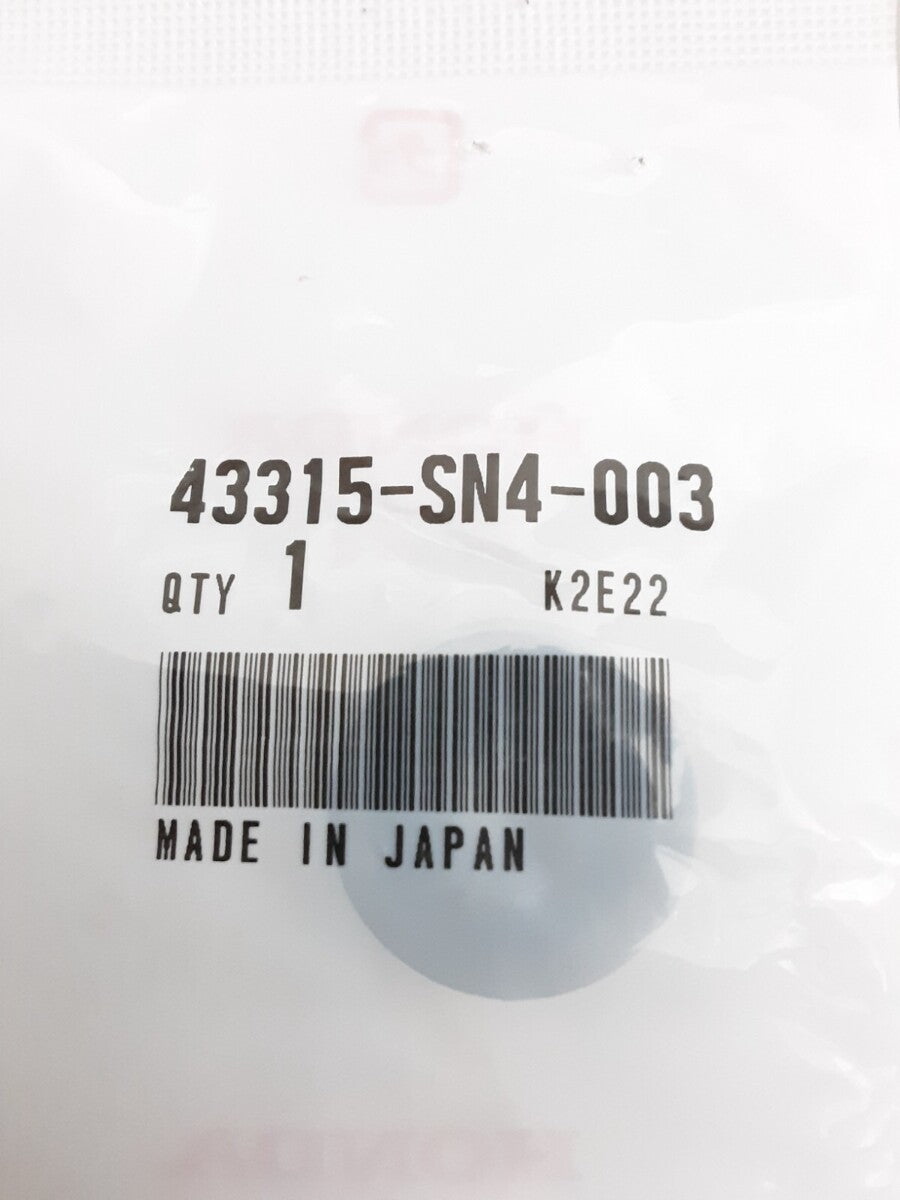 43315-SN4-003
QTY 1 K2E22
MADE IN JAPAN